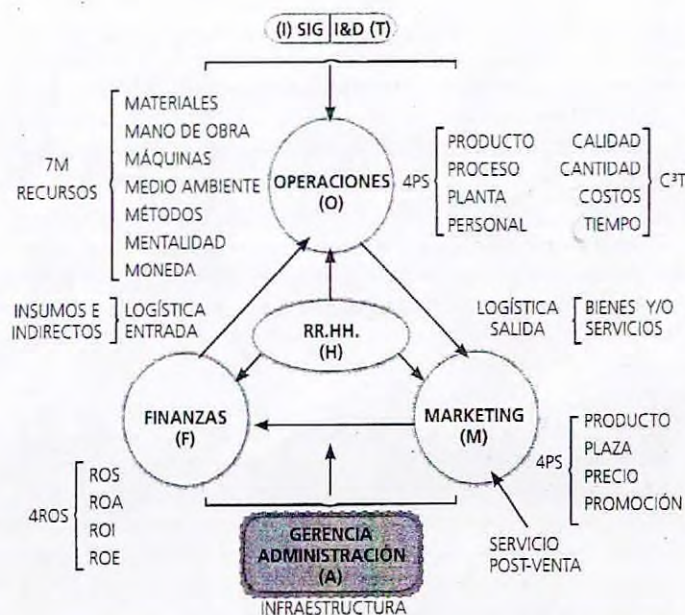 (I) SIG I&D (T)
MATERIALES
MANO DE OBRA
MÁQUINAS
MEDIO AMBIENTE
MÉTODOS
MENTALIDAD
MONEDA
7M
RECURSOS
OPERACIONES
(O)
4PS
PRODUCTO
PROCESO
PLANTA
PERSONAL
CALIDAD
CANTIDAD
COSTOS
TIEMPO
C³T
INSUMOS E
INDIRECTOS
LOGÍSTICA
ENTRADA
RR.HH.
(H)
LOGÍSTICA
SALIDA
BIENES Y/O
SERVICIOS
FINANZAS
(F)
MARKETING
(M)
4ROS
ROS
ROA
ROI
ROE
4PS
PRODUCTO
PLAZA
PRECIO
PROMOCIÓN
GERENCIA
ADMINISTRACIÓN
(A)
INFRAESTRUCTURA
SERVICIO
POST-VENTA